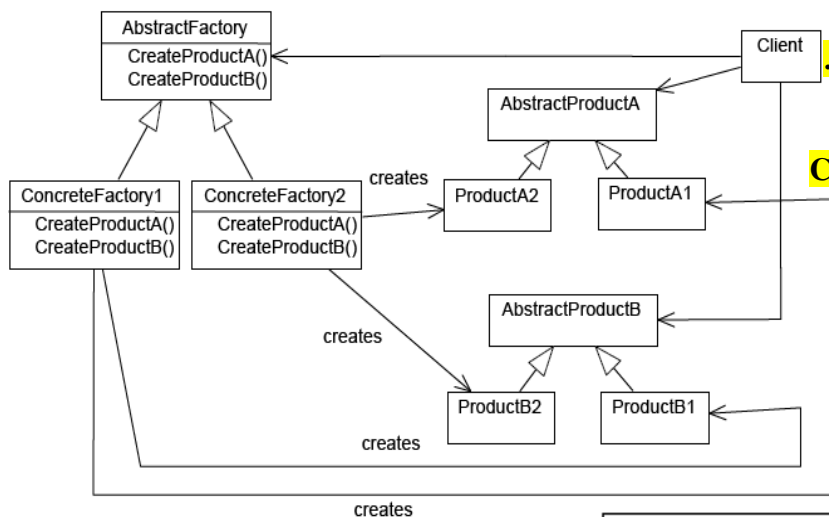 AbstractFactory
CreateProductA()
CreateProductB()
Client
.
AbstractProductA
C
creates
ConcreteFactory1
CreateProductA()
CreateProductB()
ConcreteFactory2
CreateProductA()
CreateProductB()
ProductA2
ProductA1
AbstractProductB
creates
ProductB2
ProductB1
creates
creates